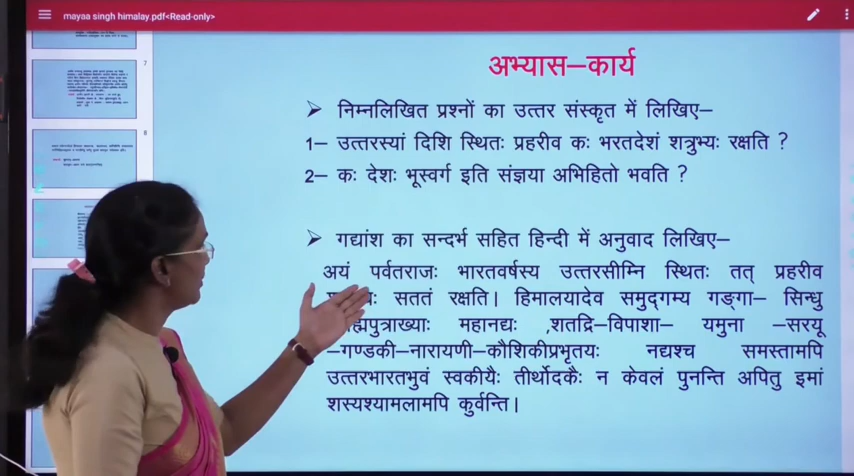 mayaa singh himalay.pdf<Read-only>
7
8
अभ्यास–कार्य
➢ निम्नलिखित प्रश्नों का उत्तर संस्कृत में लिखिए–
1– उत्तरस्यां दिशि स्थितः प्रहरीव कः भरतदेशं शत्रुभ्यः रक्षति ?
2– कः देशः भूस्वर्ग इति संज्ञया अभिहितो भवति ?
➢ गद्यांश का सन्दर्भ सहित हिन्दी में अनुवाद लिखिए–
अयं पर्वतराजः भारतवर्षस्य उत्तरसीम्नि स्थितः तत् प्रहरीव
सततं रक्षति। हिमालयादेव समुद्गम्य गङ्गा– सिन्धु
महानद्यः ,शतद्रि–विपाशा– यमुना –सरयू
–गण्डकी–नारायणी–कौशिकीप्रभृतयः नद्यश्च समस्तामपि
उत्तरभारतभुवं स्वकीयैः तीर्थोदकैः न केवलं पुनन्ति अपितु इमां
शस्यश्यामलामपि कुर्वन्ति।